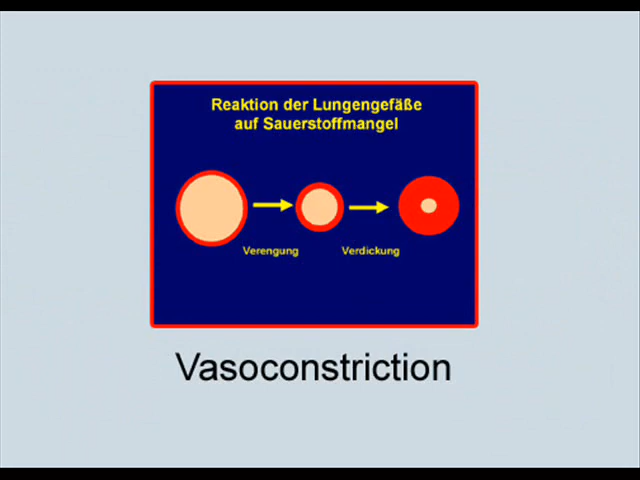 Reaktion der Lungengefäße
auf Sauerstoffmangel
Verengung
Verdickung
Vasoconstriction